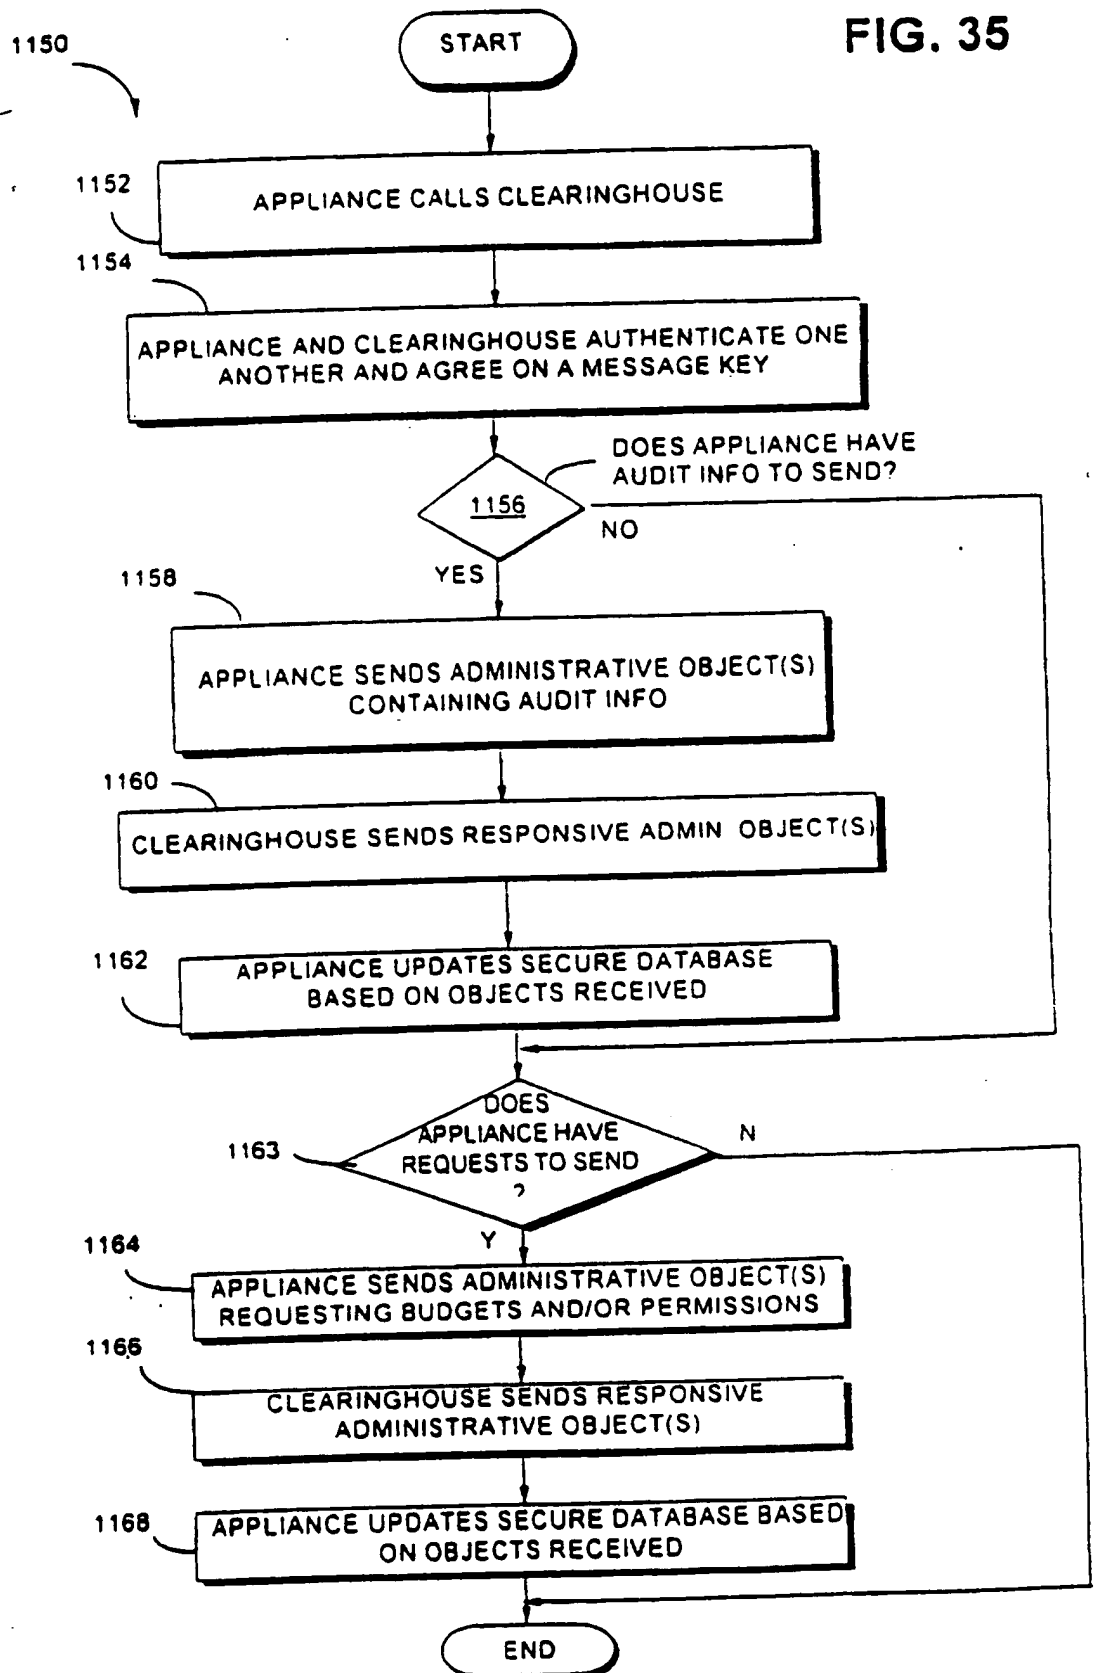 FIG. 35
1150
START
1152
APPLIANCE CALLS CLEARINGHOUSE
1154
APPLIANCE AND CLEARINGHOUSE AUTHENTICATE ONE
ANOTHER AND AGREE ON A MESSAGE KEY
DOES APPLIANCE HAVE
AUDIT INFO TO SEND?
1156
NO
YES
1158
APPLIANCE SENDS ADMINISTRATIVE OBJECT(S)
CONTAINING AUDIT INFO
1160
CLEARINGHOUSE SENDS RESPONSIVE ADMIN OBJECT(S)
1162
APPLIANCE UPDATES SECURE DATABASE
BASED ON OBJECTS RECEIVED
1163
DOES
APPLIANCE HAVE
REQUESTS TO SEND
?
N
Y
1164
APPLIANCE SENDS ADMINISTRATIVE OBJECT(S)
REQUESTING BUDGETS AND/OR PERMISSIONS
1166
CLEARINGHOUSE SENDS RESPONSIVE
ADMINISTRATIVE OBJECT(S)
1168
APPLIANCE UPDATES SECURE DATABASE BASED
ON OBJECTS RECEIVED
END